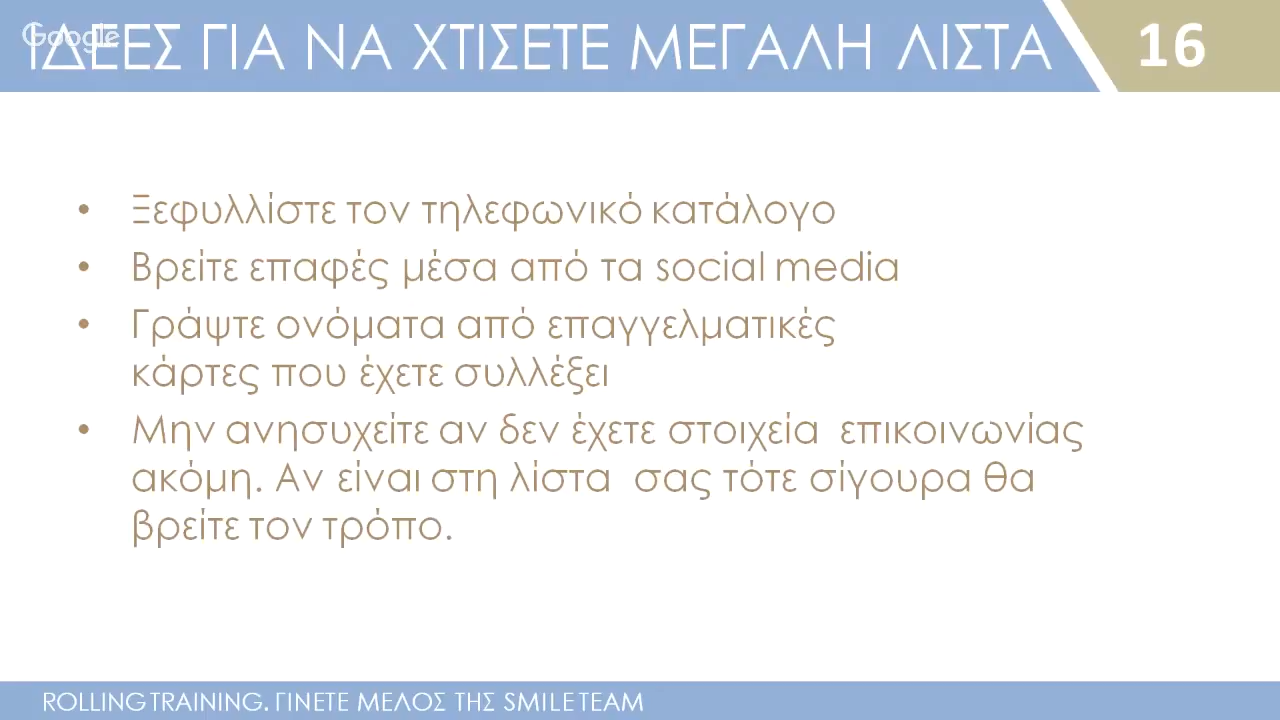 Google
ΙΔΕΕΣ ΓΙΑ ΝΑ ΧΤΙΣΕΤΕ ΜΕΓΑΛΗ ΛΙΣΤΑ
16
• Ξεφυλλίστε τον τηλεφωνικό κατάλογο
• Βρείτε επαφές μέσα από τα social media
• Γράψτε ονόματα από επαγγελματικές
κάρτες που έχετε συλλέξει
• Μην ανησυχείτε αν δεν έχετε στοιχεία επικοινωνίας
ακόμη. Αν είναι στη λίστα σας τότε σίγουρα θα
βρείτε τον τρόπο.
ROLLING TRAINING. ΓΙΝΕΤΕ ΜΕΛΟΣ ΤΗΣ SMILE TEAM